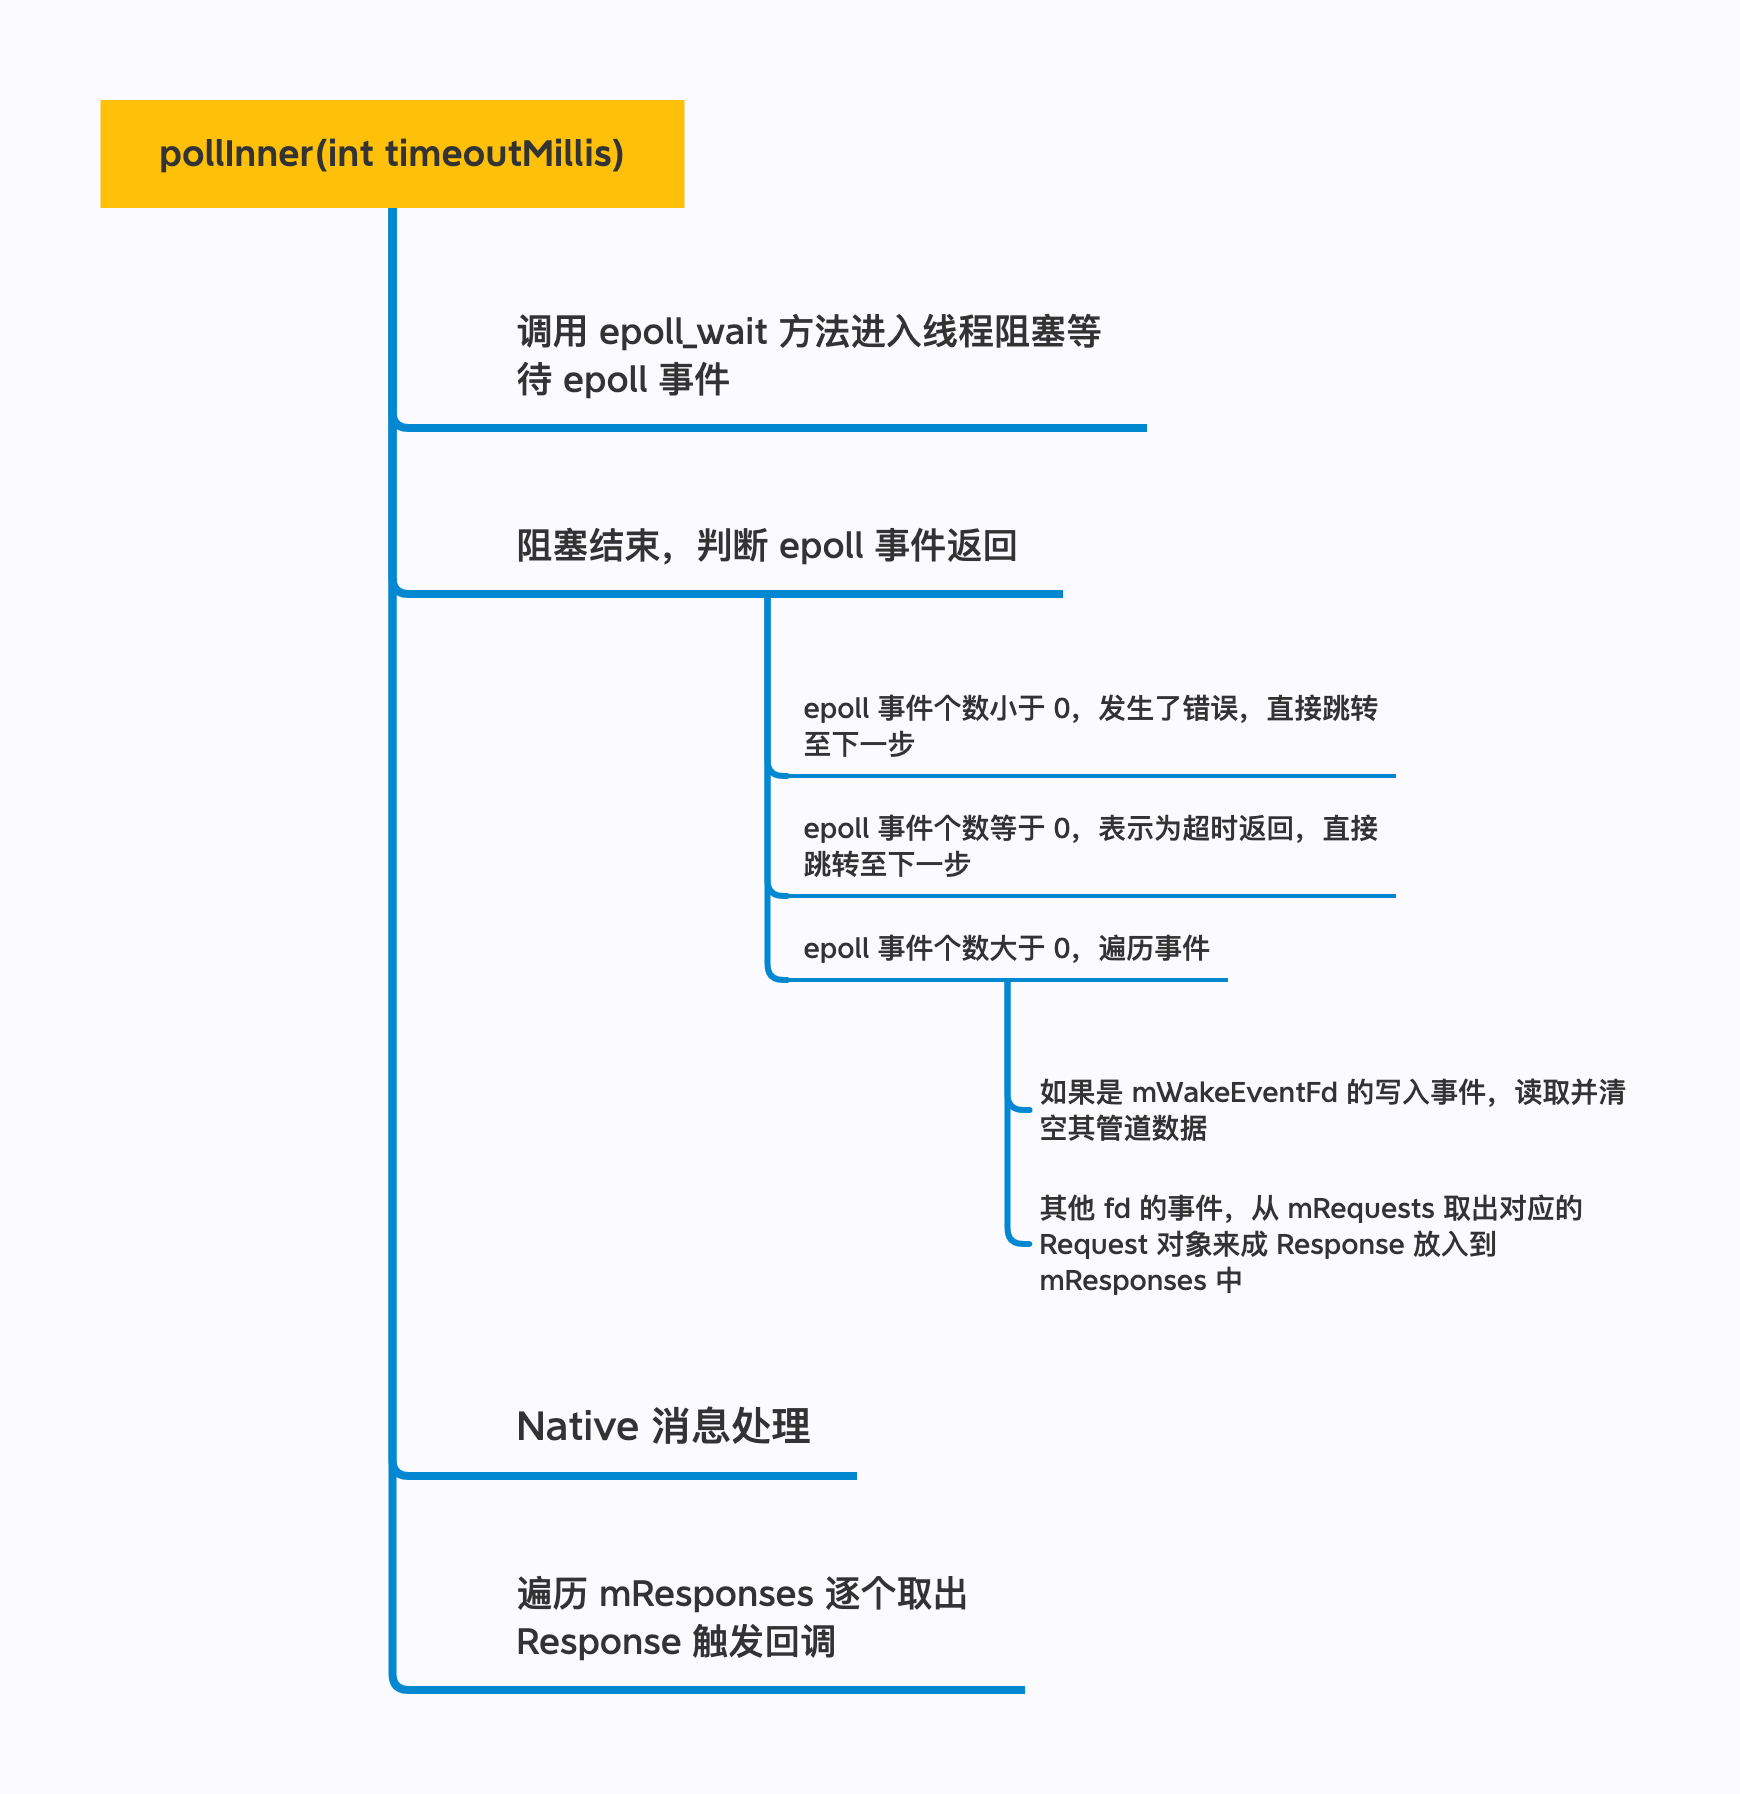 pollInner(int timeoutMillis)
调用 epoll_wait 方法进入线程阻塞等
待 epoll 事件
阻塞结束，判断 epoll 事件返回
epoll 事件个数小于 0，发生了错误，直接跳转
至下一步
epoll 事件个数等于 0，表示为超时返回，直接
跳转至下一步
epoll 事件个数大于 0，遍历事件
如果是 mWakeEventFd 的写入事件，读取并清
空其管道数据
其他 fd 的事件，从 mRequests 取出对应的
Request 对象来成 Response 放入到
mResponses 中
Native 消息处理
遍历 mResponses 逐个取出
Response 触发回调